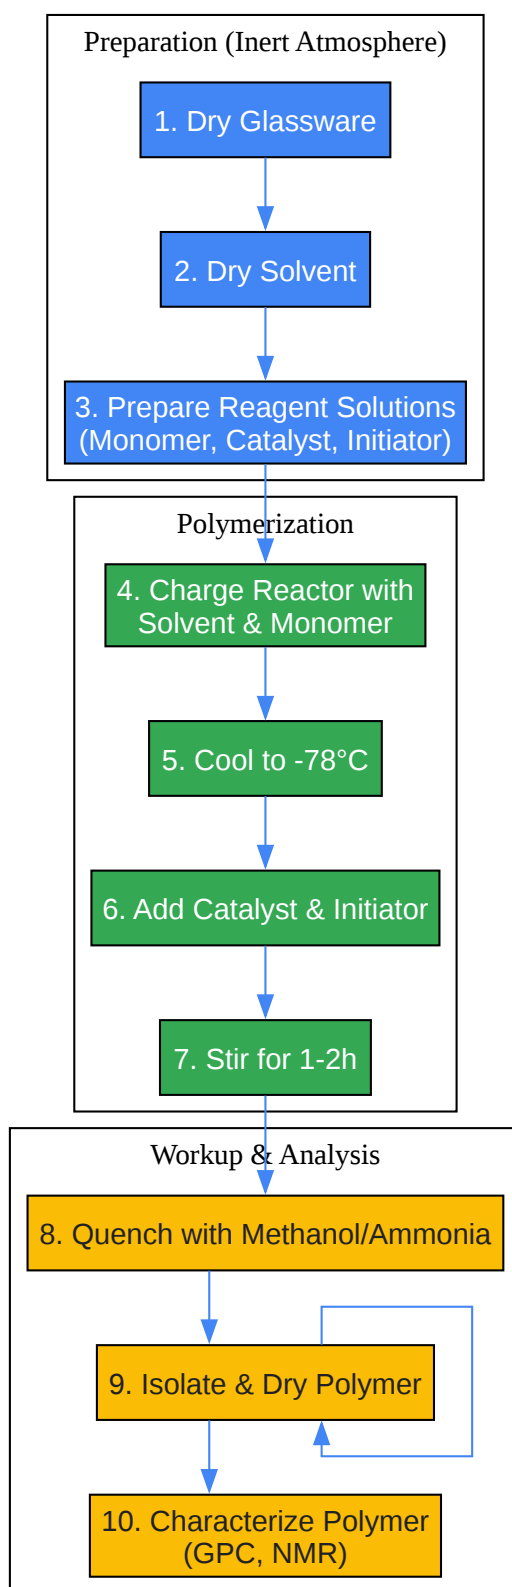 Preparation (Inert Atmosphere)
1. Dry Glassware
2. Dry Solvent
3. Prepare Reagent Solutions
(Monomer, Catalyst, Initiator)
Polymerization
4. Charge Reactor with
Solvent & Monomer
5. Cool to -78°C
6. Add Catalyst & Initiator
7. Stir for 1-2h
Workup & Analysis
8. Quench with Methanol/Ammonia
9. Isolate & Dry Polymer
10. Characterize Polymer
(GPC, NMR)